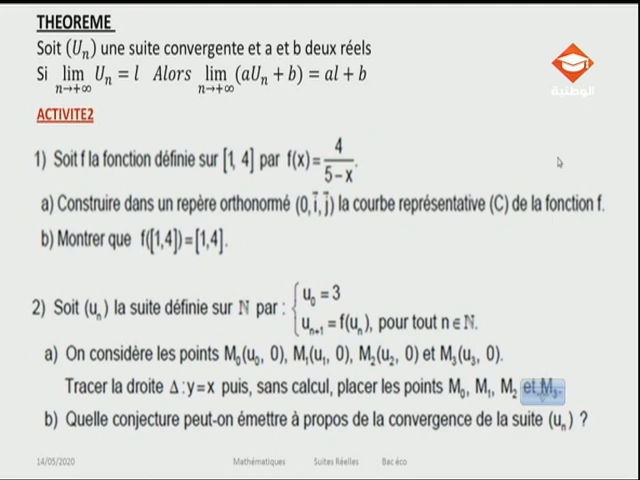 THEOREME
Soit (Uₙ) une suite convergente et a et b deux réels
Si lim Uₙ = l Alors lim (aUₙ + b) = al + b
n→+∞ n→+∞
الوطنية
ACTIVITE2
1) Soit f la fonction définie sur [1, 4] par f(x)= 4/(5−x).
a) Construire dans un repère orthonormé (0, i⃗, j⃗) la courbe représentative (C) de la fonction f.
b) Montrer que f([1,4])=[1,4].
2) Soit (uₙ) la suite définie sur ℕ par : { u₀ = 3
uₙ₊₁ = f(uₙ), pour tout n ∈ ℕ.
a) On considère les points M₀(u₀, 0), M₁(u₁, 0), M₂(u₂, 0) et M₃(u₃, 0).
Tracer la droite Δ : y=x puis, sans calcul, placer les points M₀, M₁, M₂ et M₃.
b) Quelle conjecture peut-on émettre à propos de la convergence de la suite (uₙ) ?
14/05/2020 Mathématiques Suites Réelles Bac éco